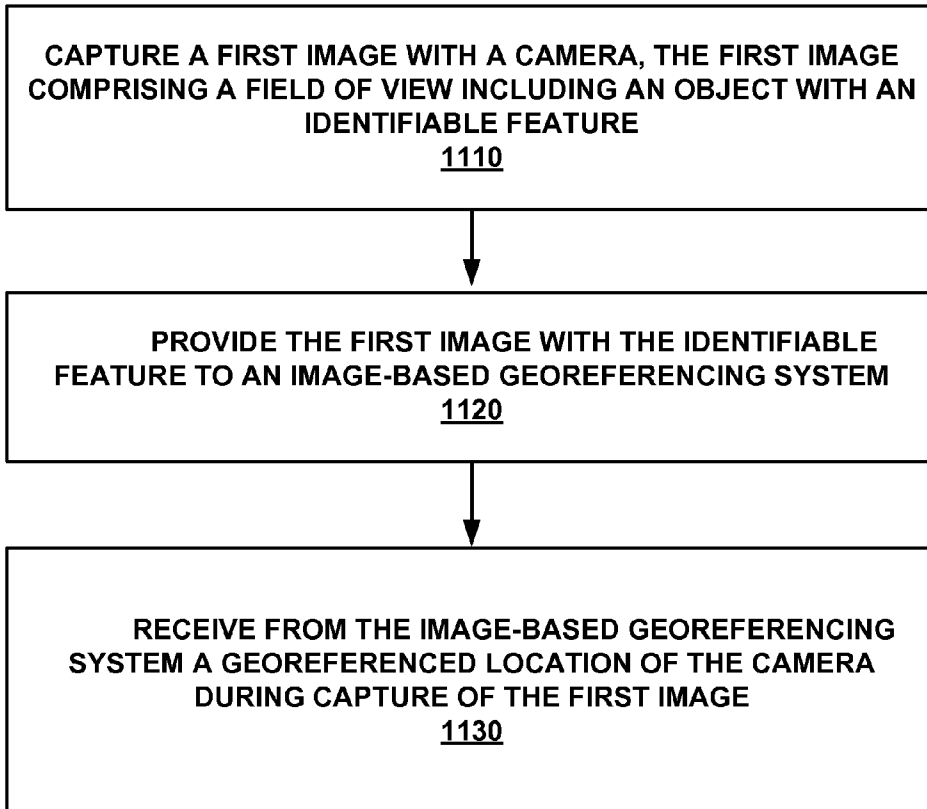 CAPTURE A FIRST IMAGE WITH A CAMERA, THE FIRST IMAGE
COMPRISING A FIELD OF VIEW INCLUDING AN OBJECT WITH AN
IDENTIFIABLE FEATURE
1110
PROVIDE THE FIRST IMAGE WITH THE IDENTIFIABLE
FEATURE TO AN IMAGE-BASED GEOREFERENCING SYSTEM
1120
RECEIVE FROM THE IMAGE-BASED GEOREFERENCING
SYSTEM A GEOREFERENCED LOCATION OF THE CAMERA
DURING CAPTURE OF THE FIRST IMAGE
1130